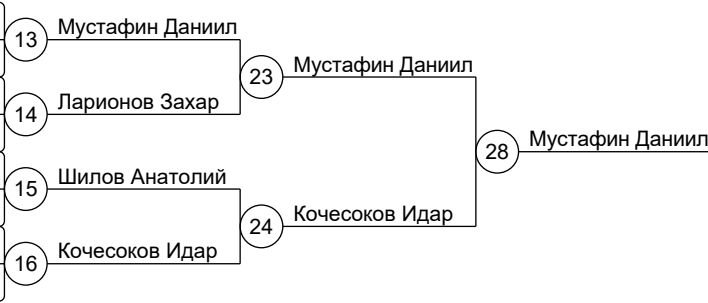 13 Мустафин Даниил
23 Мустафин Даниил
14 Ларионов Захар
28 Мустафин Даниил
15 Шилов Анатолий
24 Кочесоков Идар
16 Кочесоков Идар